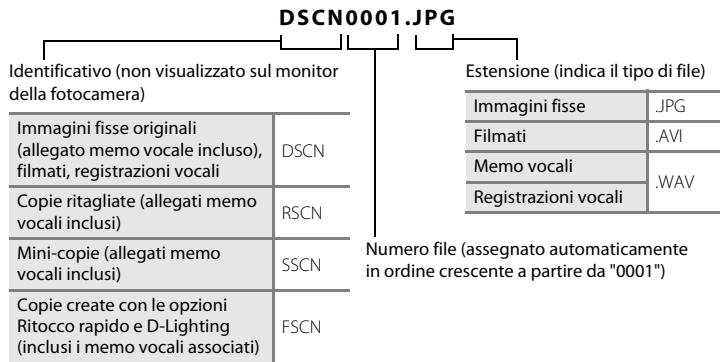 DSCN0001.JPG
Identificativo (non visualizzato sul monitor
della fotocamera)
Immagini fisse originali
(allegato memo vocale incluso),
filmati, registrazioni vocali
DSCN
Copie ritagliate (allegati memo
vocali inclusi)
RSCN
Mini-copie (allegati memo
vocali inclusi)
SSCN
Copie create con le opzioni
Ritocco rapido e D-Lighting
(inclusi i memo vocali associati)
FSCN
Estensione (indica il tipo di file)
Immagini fisse
.JPG
Filmati
.AVI
Memo vocali
.WAV
Registrazioni vocali
Numero file (assegnato automaticamente
in ordine crescente a partire da "0001")